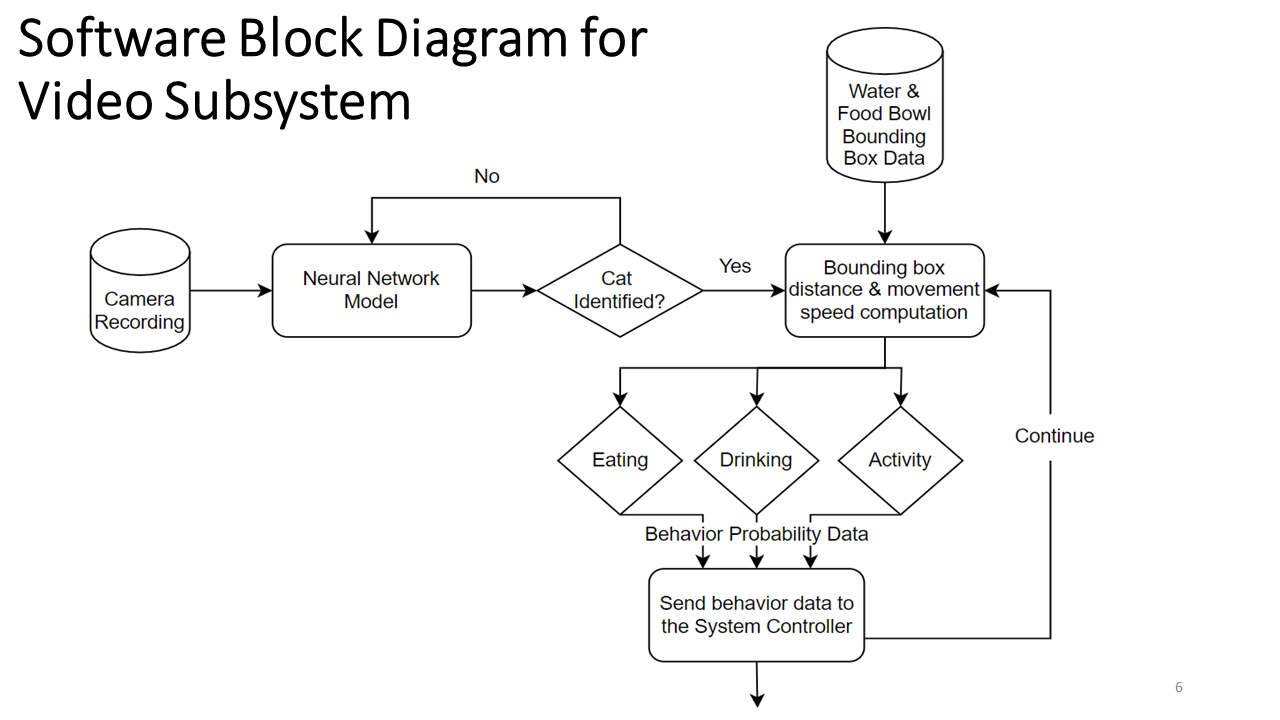 Software Block Diagram for
Video Subsystem
Water &
Food Bowl
Bounding
Box Data
No
Camera
Recording
Neural Network
Model
Cat
Identified?
Yes
Bounding box
distance & movement
speed computation
Continue
Eating
Drinking
Activity
Behavior Probability Data
Send behavior data to
the System Controller
6